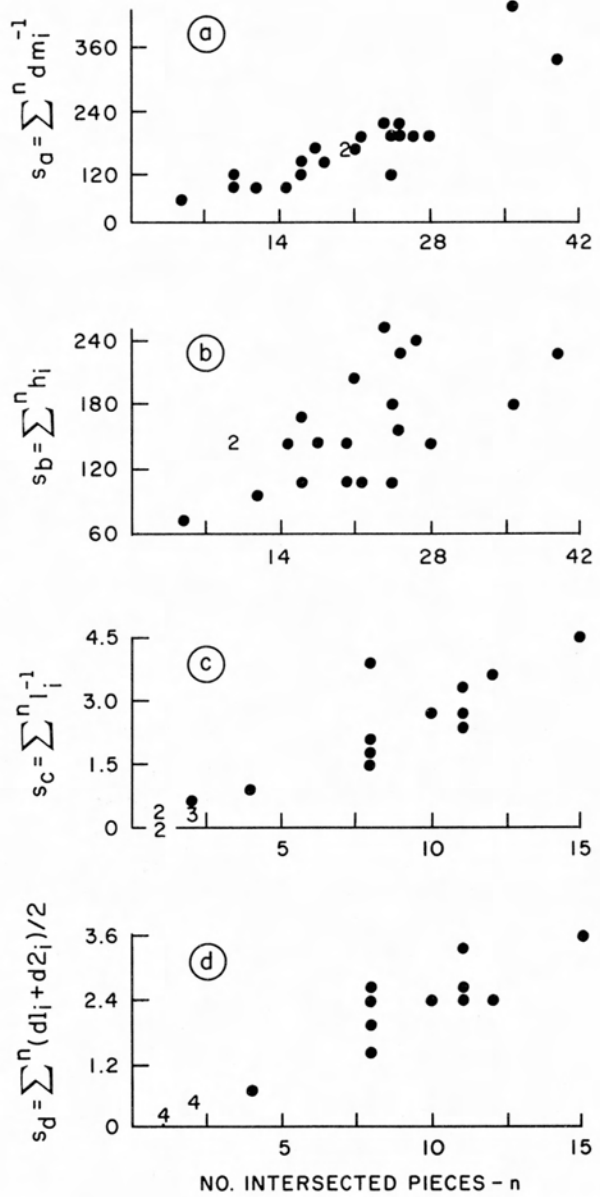 a
s_a = ∑^n dm_i^-1
360
240
120
0
2
14 28 42
b
s_b = ∑^n h_i
240
180
120
60
2
14 28 42
c
s_c = ∑^n l_i^-1
4.5
3.0
1.5
0
2
2
3
5 10 15
d
s_d = ∑^n (dl_i + d2_i)/2
3.6
2.4
1.2
0
4
4
5 10 15
NO. INTERSECTED PIECES - n